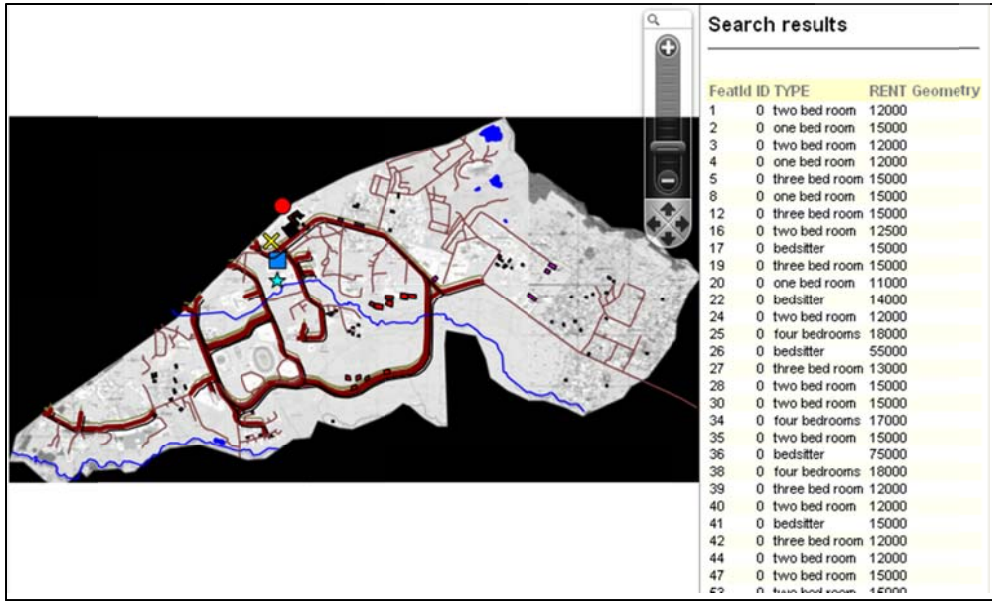 Search results
FeatId ID TYPE RENT Geometry
1 0 two bed room 12000
2 0 one bed room 15000
3 0 two bed room 12000
4 0 one bed room 12000
5 0 three bed room 15000
8 0 one bed room 15000
12 0 three bed room 15000
16 0 two bed room 12500
17 0 bedsitter 15000
19 0 three bed room 15000
20 0 one bed room 11000
22 0 bedsitter 14000
24 0 two bed room 12000
25 0 four bedrooms 18000
26 0 bedsitter 55000
27 0 three bed room 13000
28 0 two bed room 15000
30 0 two bed room 15000
34 0 four bedrooms 17000
35 0 two bed room 15000
36 0 bedsitter 75000
38 0 four bedrooms 18000
39 0 three bed room 12000
40 0 two bed room 12000
41 0 bedsitter 15000
42 0 three bed room 12000
44 0 two bed room 12000
47 0 two bed room 15000
53 0 two bed room 15000